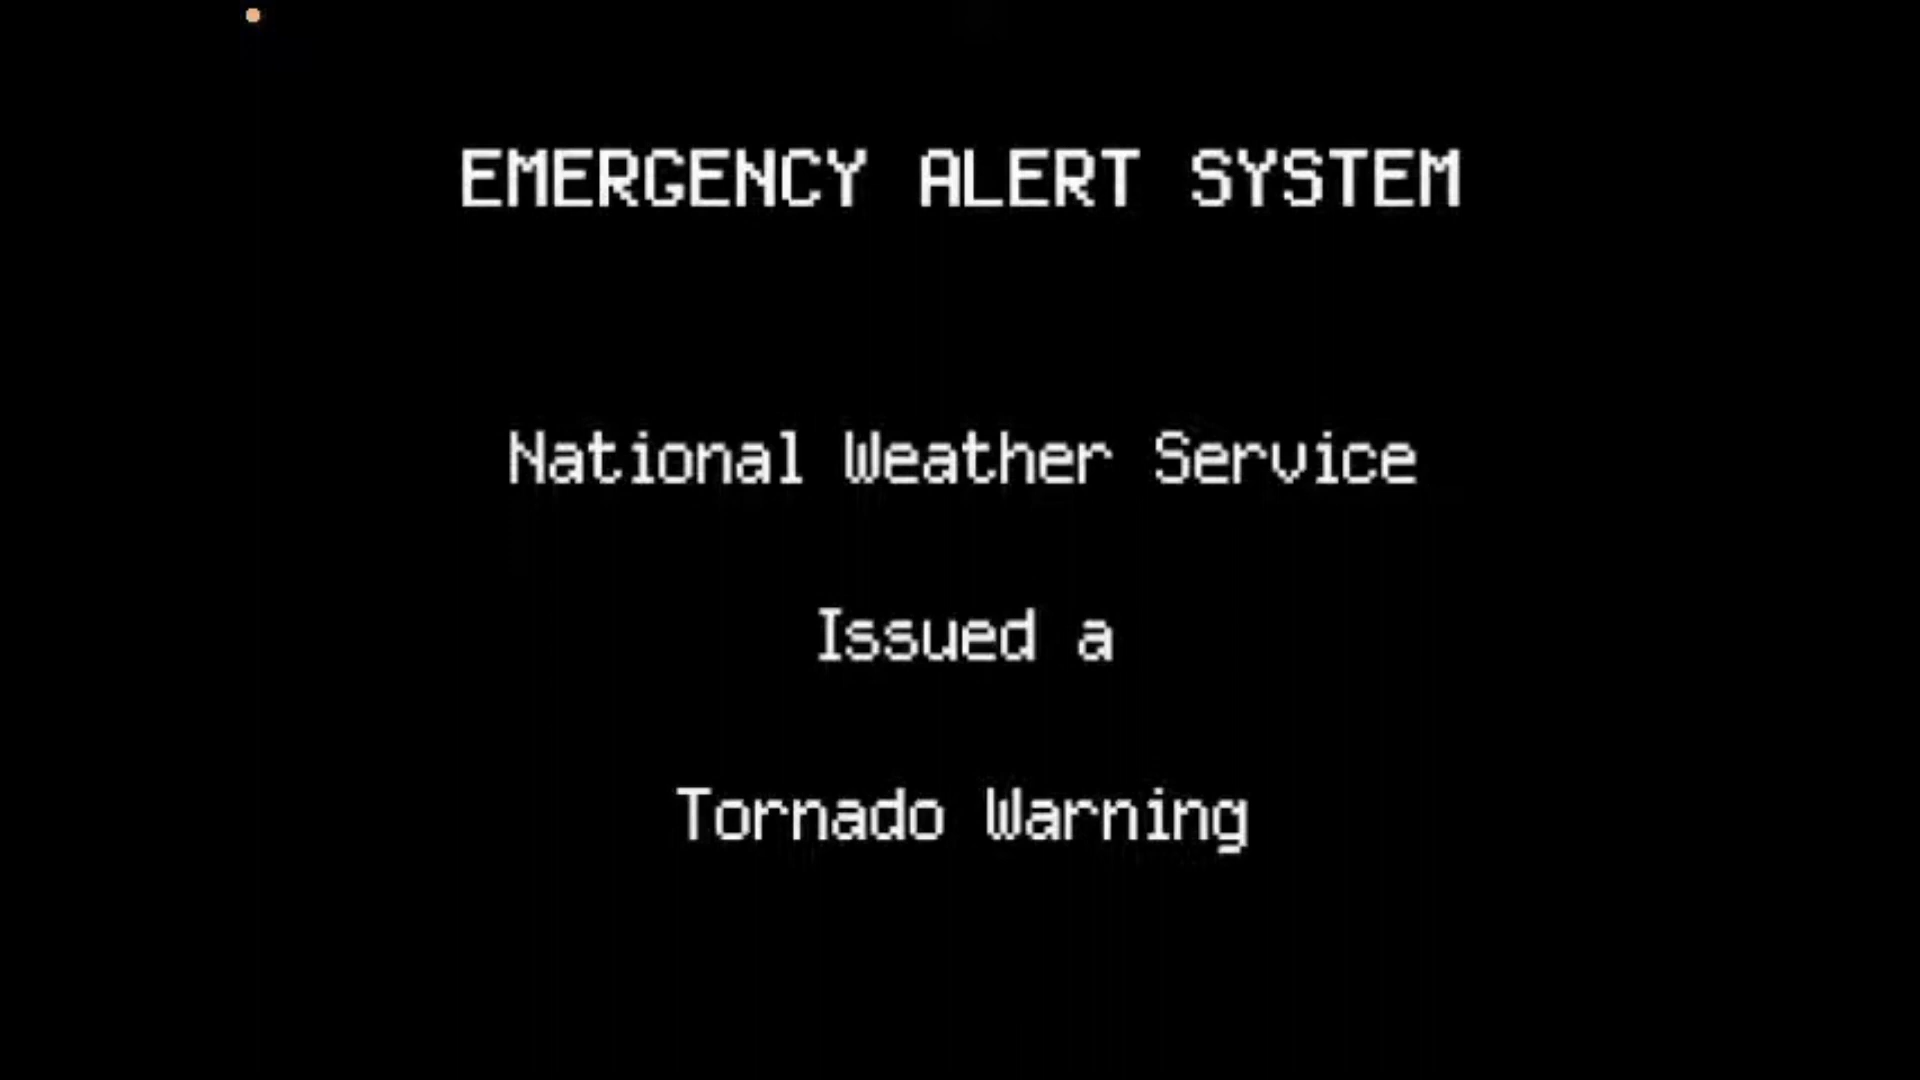 EMERGENCY ALERT SYSTEM
National Weather Service
Issued a
Tornado Warning